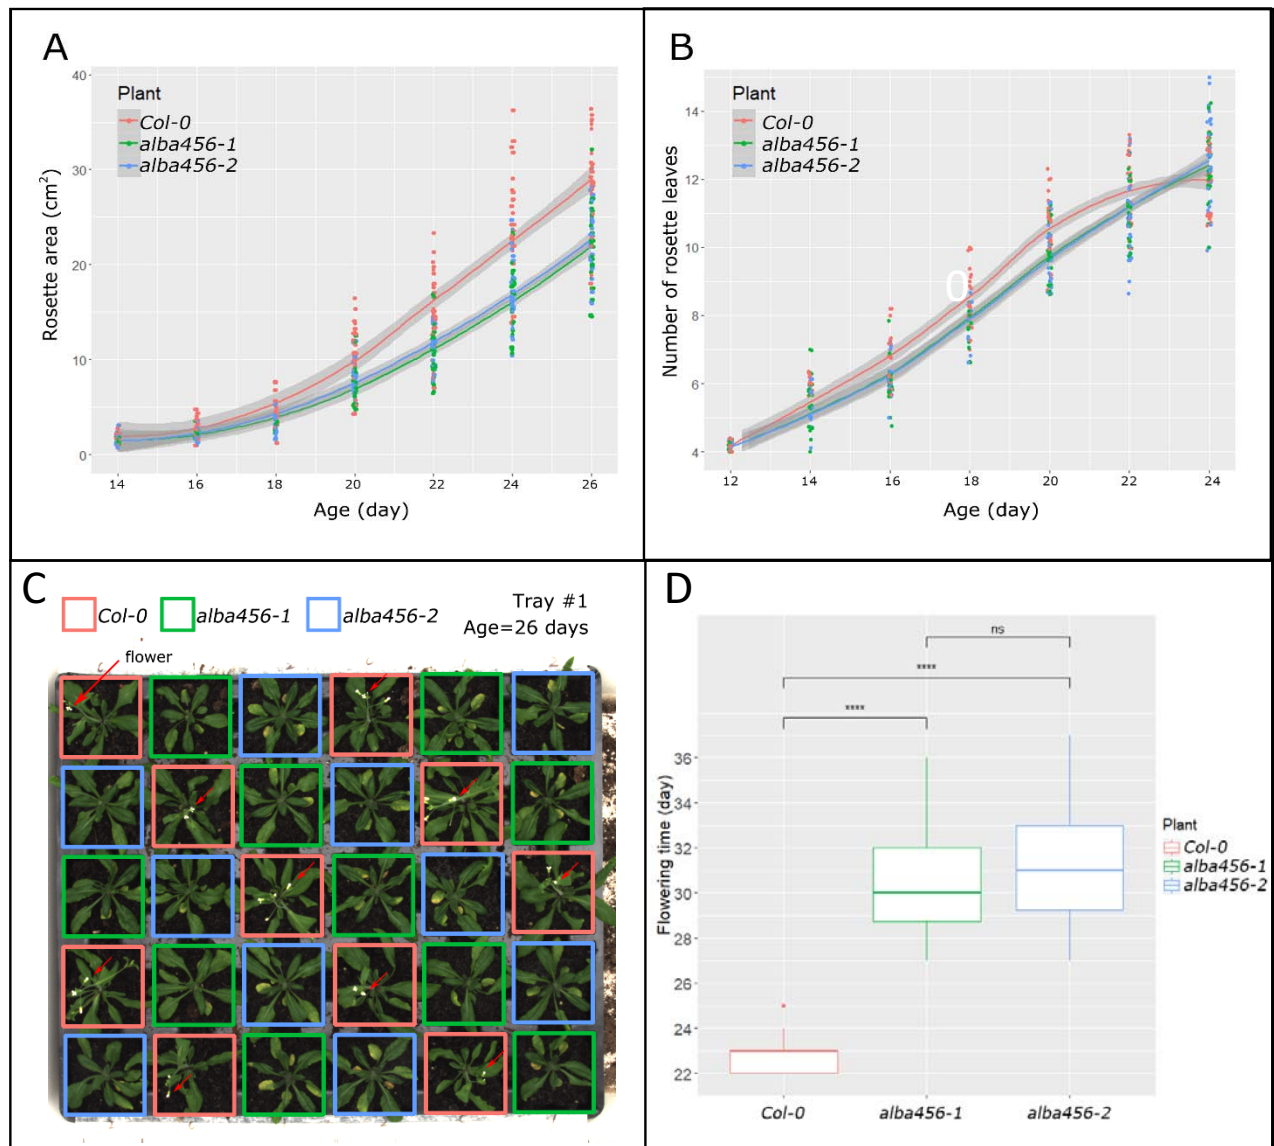 A
40
30
20
10
0
Rosette area (cm²)
Plant
Col-0
alba456-1
alba456-2
14 16 18 20 22 24 26
Age (day)
B
14
12
10
8
6
4
Number of rosette leaves
Plant
Col-0
alba456-1
alba456-2
0
12 14 16 18 20 22 24
Age (day)
C
Col-0 alba456-1 alba456-2
Tray #1
Age=26 days
flower
D
ns
****
****
36
34
32
30
28
26
24
22
Flowering time (day)
Plant
Col-0
alba456-1
alba456-2
Col-0 alba456-1 alba456-2